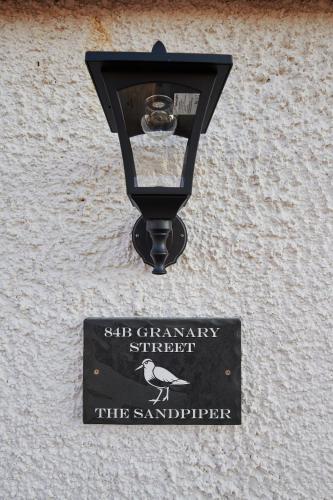 84B GRANARY
STREET
THE SANDPIPER